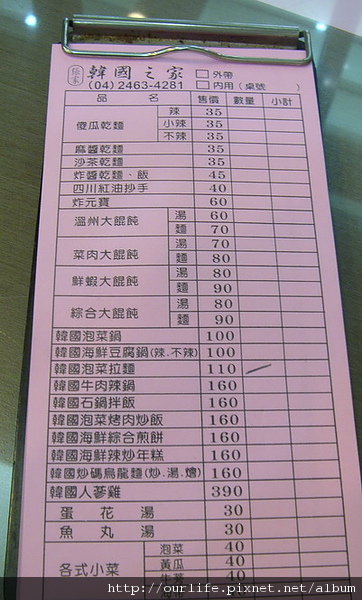 張家 韓國之家 □外帶
(04) 2463-4281 □內用(桌號 )
品 名 售價 數量 小計
傻瓜乾麵 辣 35
小辣 35
不辣 35
麻醬乾麵 35
沙茶乾麵 35
炸醬乾麵、飯 45
四川紅油抄手 40
炸元寶 60
溫州大餛飩 湯 60
麵 70
菜肉大餛飩 湯 70
麵 80
鮮蝦大餛飩 湯 80
麵 90
綜合大餛飩 湯 80
麵 90
韓國泡菜鍋 100
韓國海鮮豆腐鍋(辣.不辣) 100
韓國泡菜拉麵 110
韓國牛肉辣鍋 160
韓國石鍋拌飯 160
韓國泡菜烤肉炒飯 160
韓國海鮮綜合煎餅 160
韓國海鮮辣炒年糕 160
韓國炒碼烏龍麵(炒.湯.燴) 160
韓國人蔘雞 390
蛋花湯 30
魚丸湯 30
各式小菜 泡菜 40
黃瓜 40
牛蒡 40
http://ourlife.pixnet.net/album